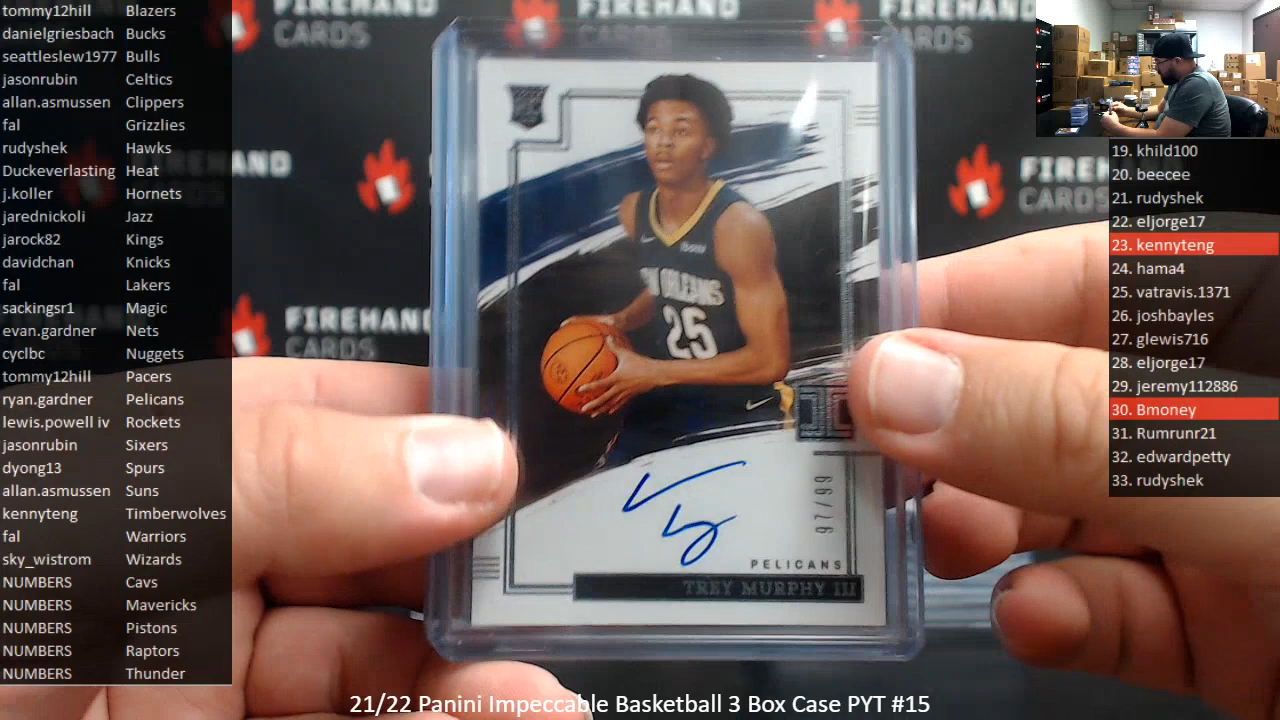 tommy12hill Blazers
danielgriesbach Bucks
seattleslew1977 Bulls
jasonrubin Celtics
allan.asmussen Clippers
fal Grizzlies
rudyshek Hawks
Duckeverlasting Heat
j.koller Hornets
jarednickoli Jazz
jarock82 Kings
davidchan Knicks
fal Lakers
sackingsr1 Magic
evan.gardner Nets
cyclbc Nuggets
tommy12hill Pacers
ryan.gardner Pelicans
lewis.powell iv Rockets
jasonrubin Sixers
dyong13 Spurs
allan.asmussen Suns
kennyteng Timberwolves
fal Warriors
sky_wistrom Wizards
NUMBERS Cavs
NUMBERS Mavericks
NUMBERS Pistons
NUMBERS Raptors
NUMBERS Thunder
FIREHAND
CARDS
FIREHAND
CARDS
FIREHAND
CARDS
FIREHAND
CARDS
ORLEANS
25
97/99
PELICANS
TREY MURPHY III
19. khild100
20. beecee
21. rudyshek
22. eljorge17
23. kennyteng
24. hama4
25. vatravis.1371
26. joshbayles
27. glewis716
28. eljorge17
29. jeremy112886
30. Bmoney
31. Rumrunr21
32. edwardpetty
33. rudyshek
21/22 Panini Impeccable Basketball 3 Box Case PYT #15